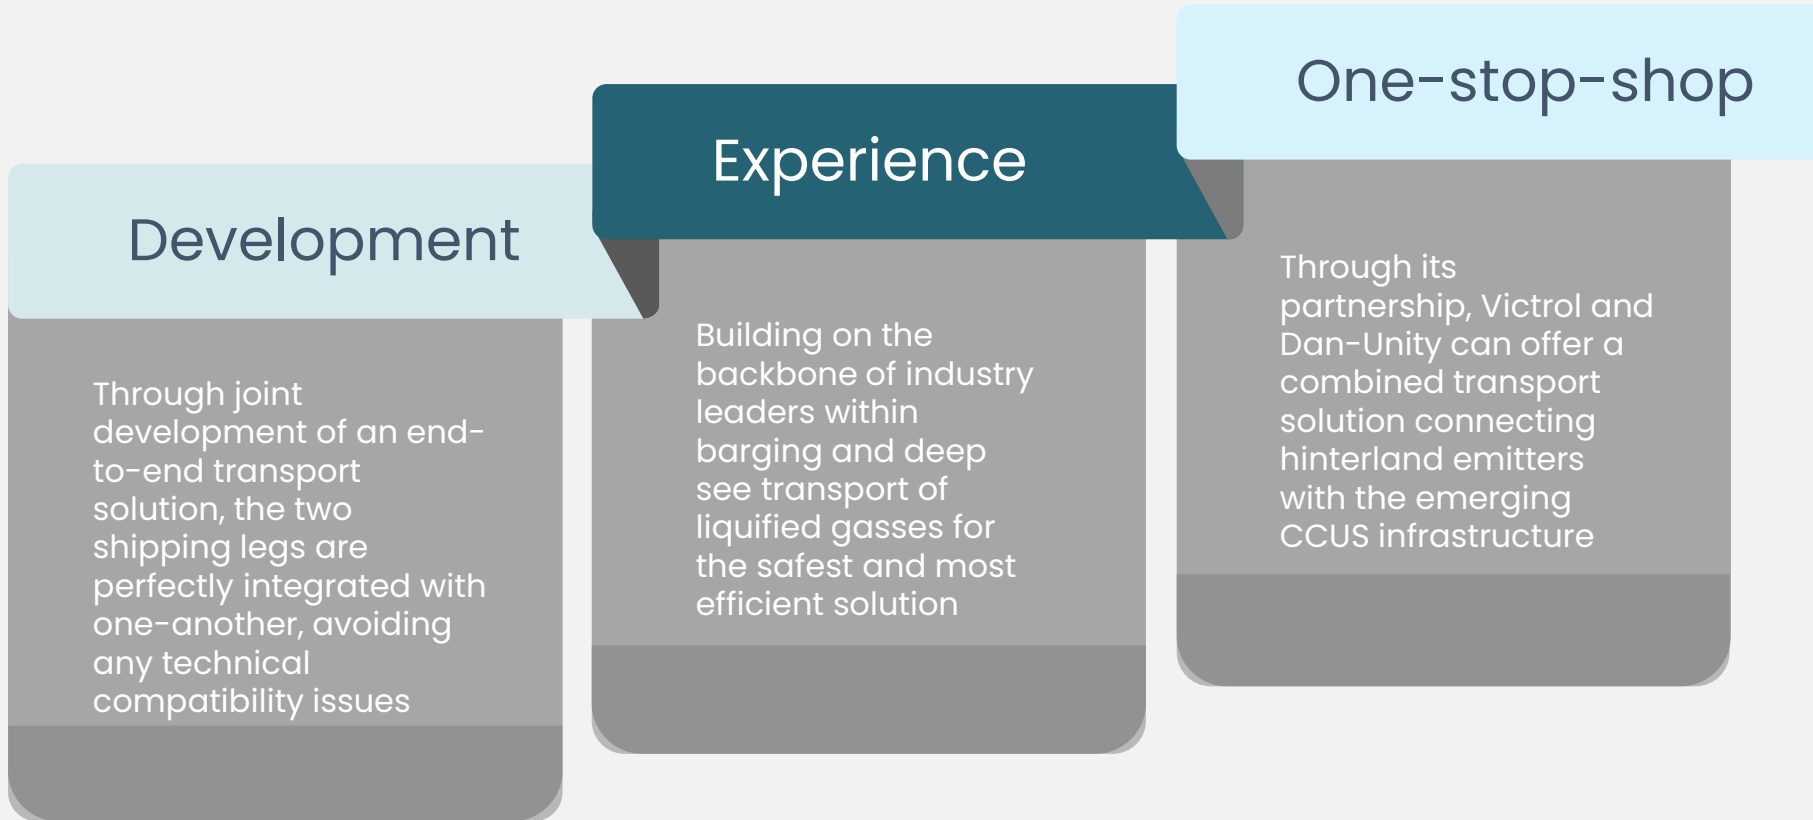 Development
Through joint
development of an end-
to-end transport
solution, the two
shipping legs are
perfectly integrated with
one-another, avoiding
any technical
compatibility issues
Experience
Building on the
backbone of industry
leaders within
barging and deep
see transport of
liquified gasses for
the safest and most
efficient solution
One-stop-shop
Through its
partnership, Victrol and
Dan-Unity can offer a
combined transport
solution connecting
hinterland emitters
with the emerging
CCUS infrastructure